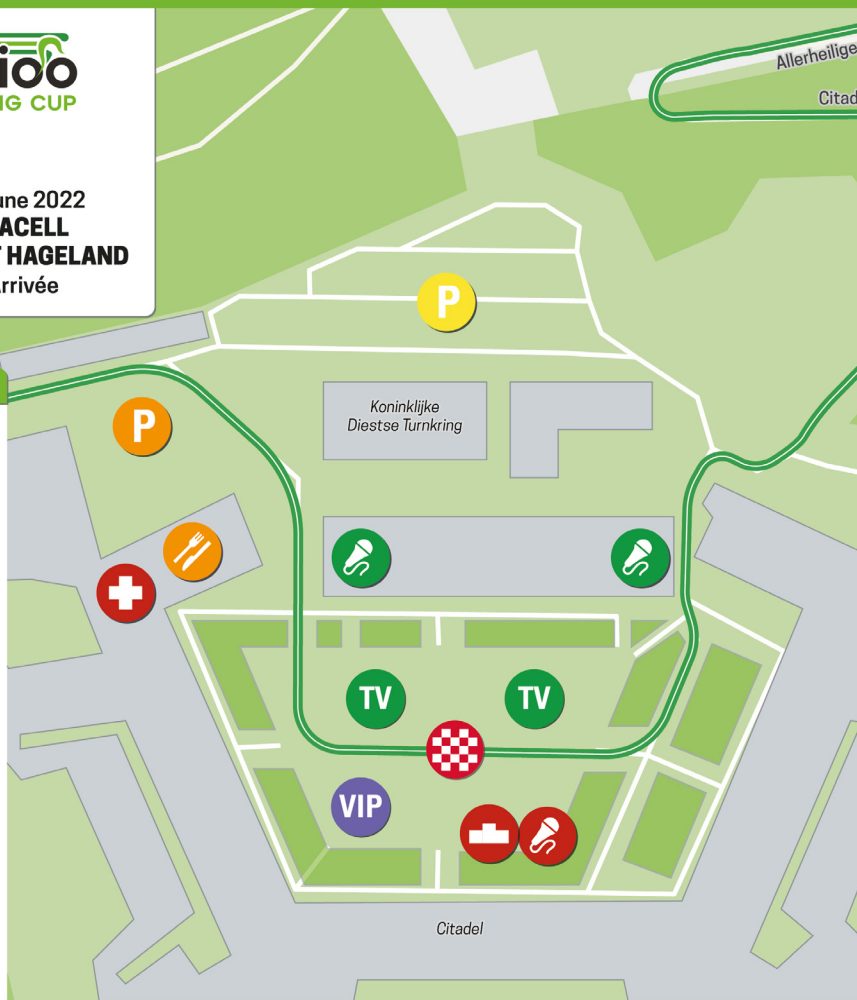 ioo
NG CUP
une 2022
ACELL
T HAGELAND
rrivée
Allerheilige
Citad
P
Koninklijke
Diestse Turnkring
P
TV
TV
VIP
Citadel